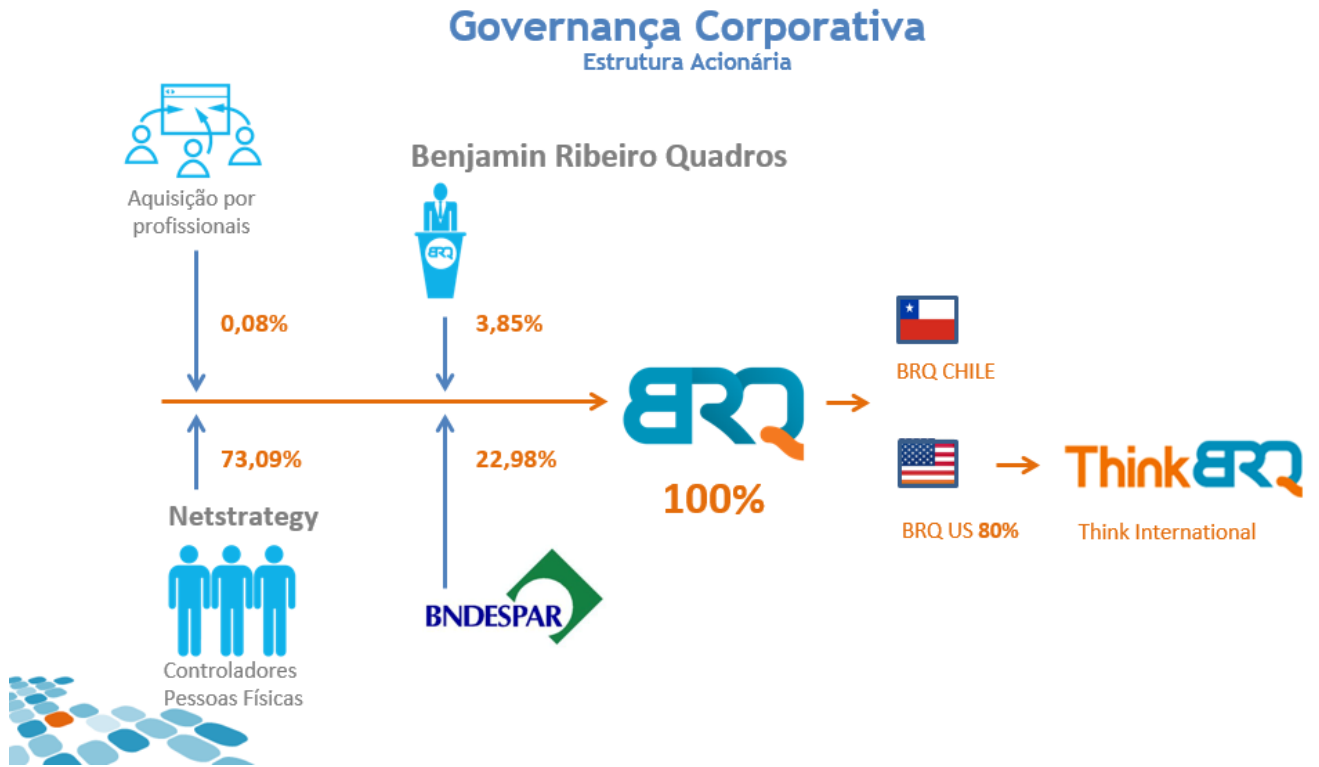 Governança Corporativa
Estrutura Acionária
Aquisição por
profissionais
Benjamin Ribeiro Quadros
BRQ
0,08%
3,85%
BRQ
100%
BRQ CHILE
73,09%
22,98%
Netstrategy
Controladores
Pessoas Físicas
BNDESPAR
BRQ US 80%
ThinkBRQ
Think International